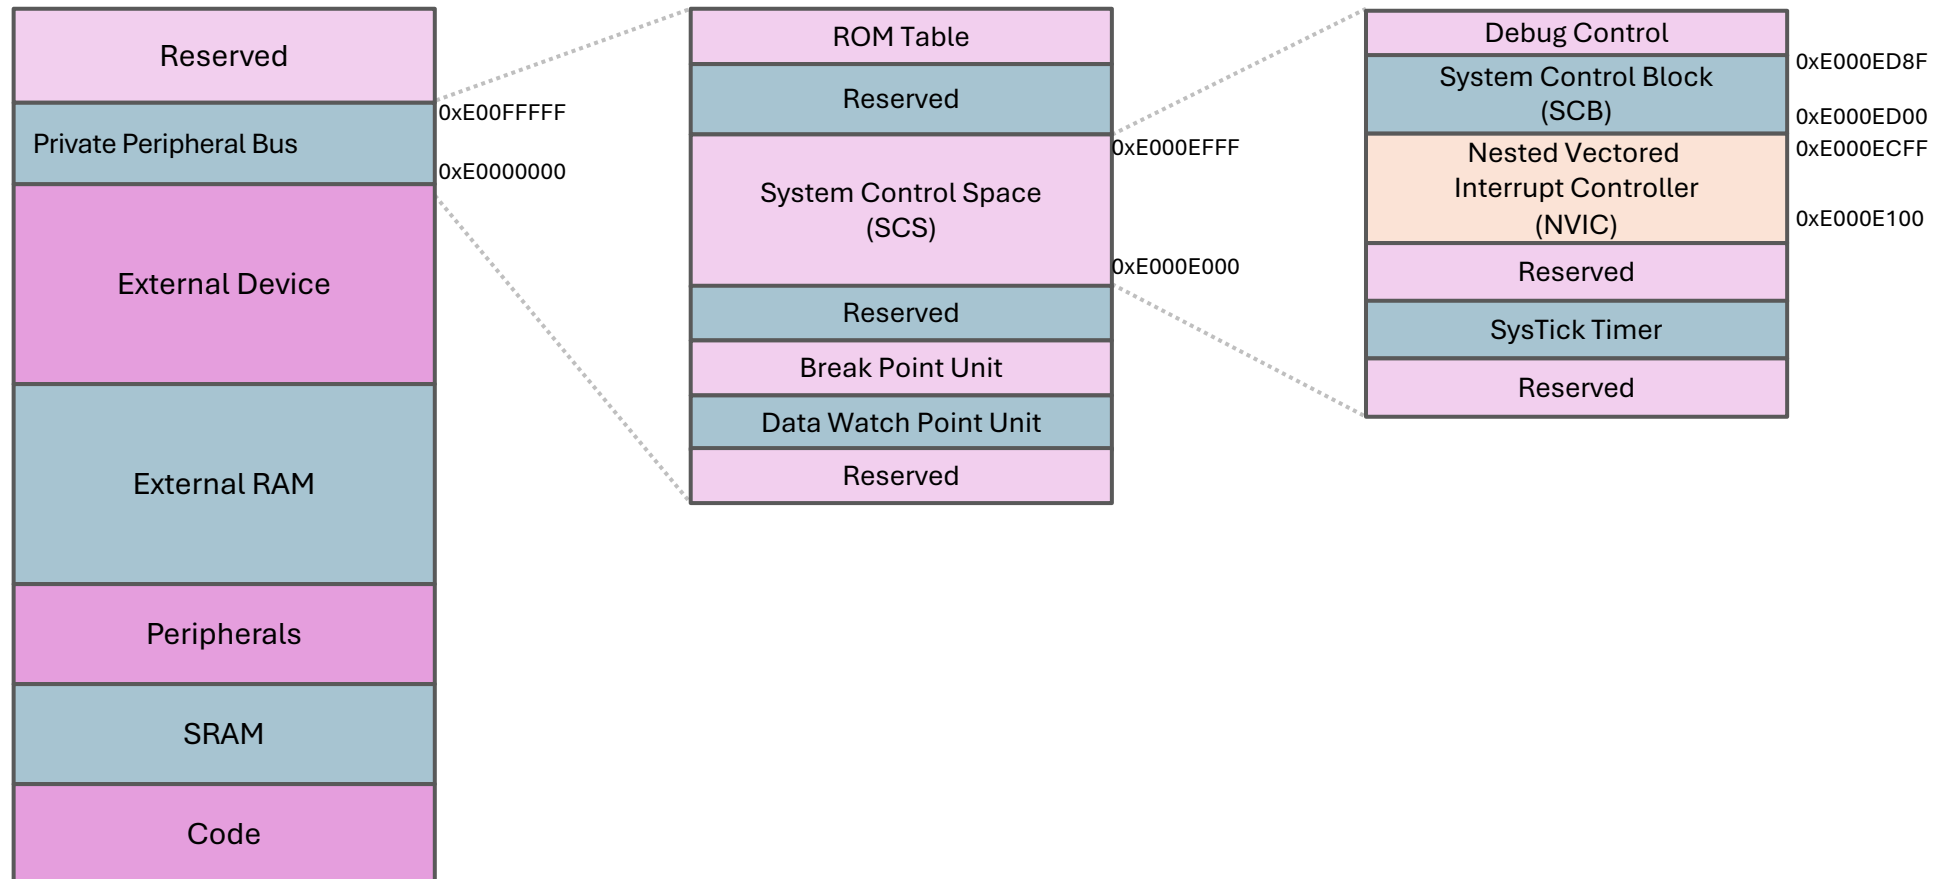 Reserved
0xE00FFFFF
Private Peripheral Bus
0xE0000000
External Device
External RAM
Peripherals
SRAM
Code
ROM Table
Reserved
0xE000EFFF
System Control Space
(SCS)
0xE000E000
Reserved
Break Point Unit
Data Watch Point Unit
Reserved
Debug Control
0xE000ED8F
System Control Block
(SCB)
0xE000ED00
Nested Vectored
0xE000ECFF
Interrupt Controller
(NVIC)
0xE000E100
Reserved
SysTick Timer
Reserved